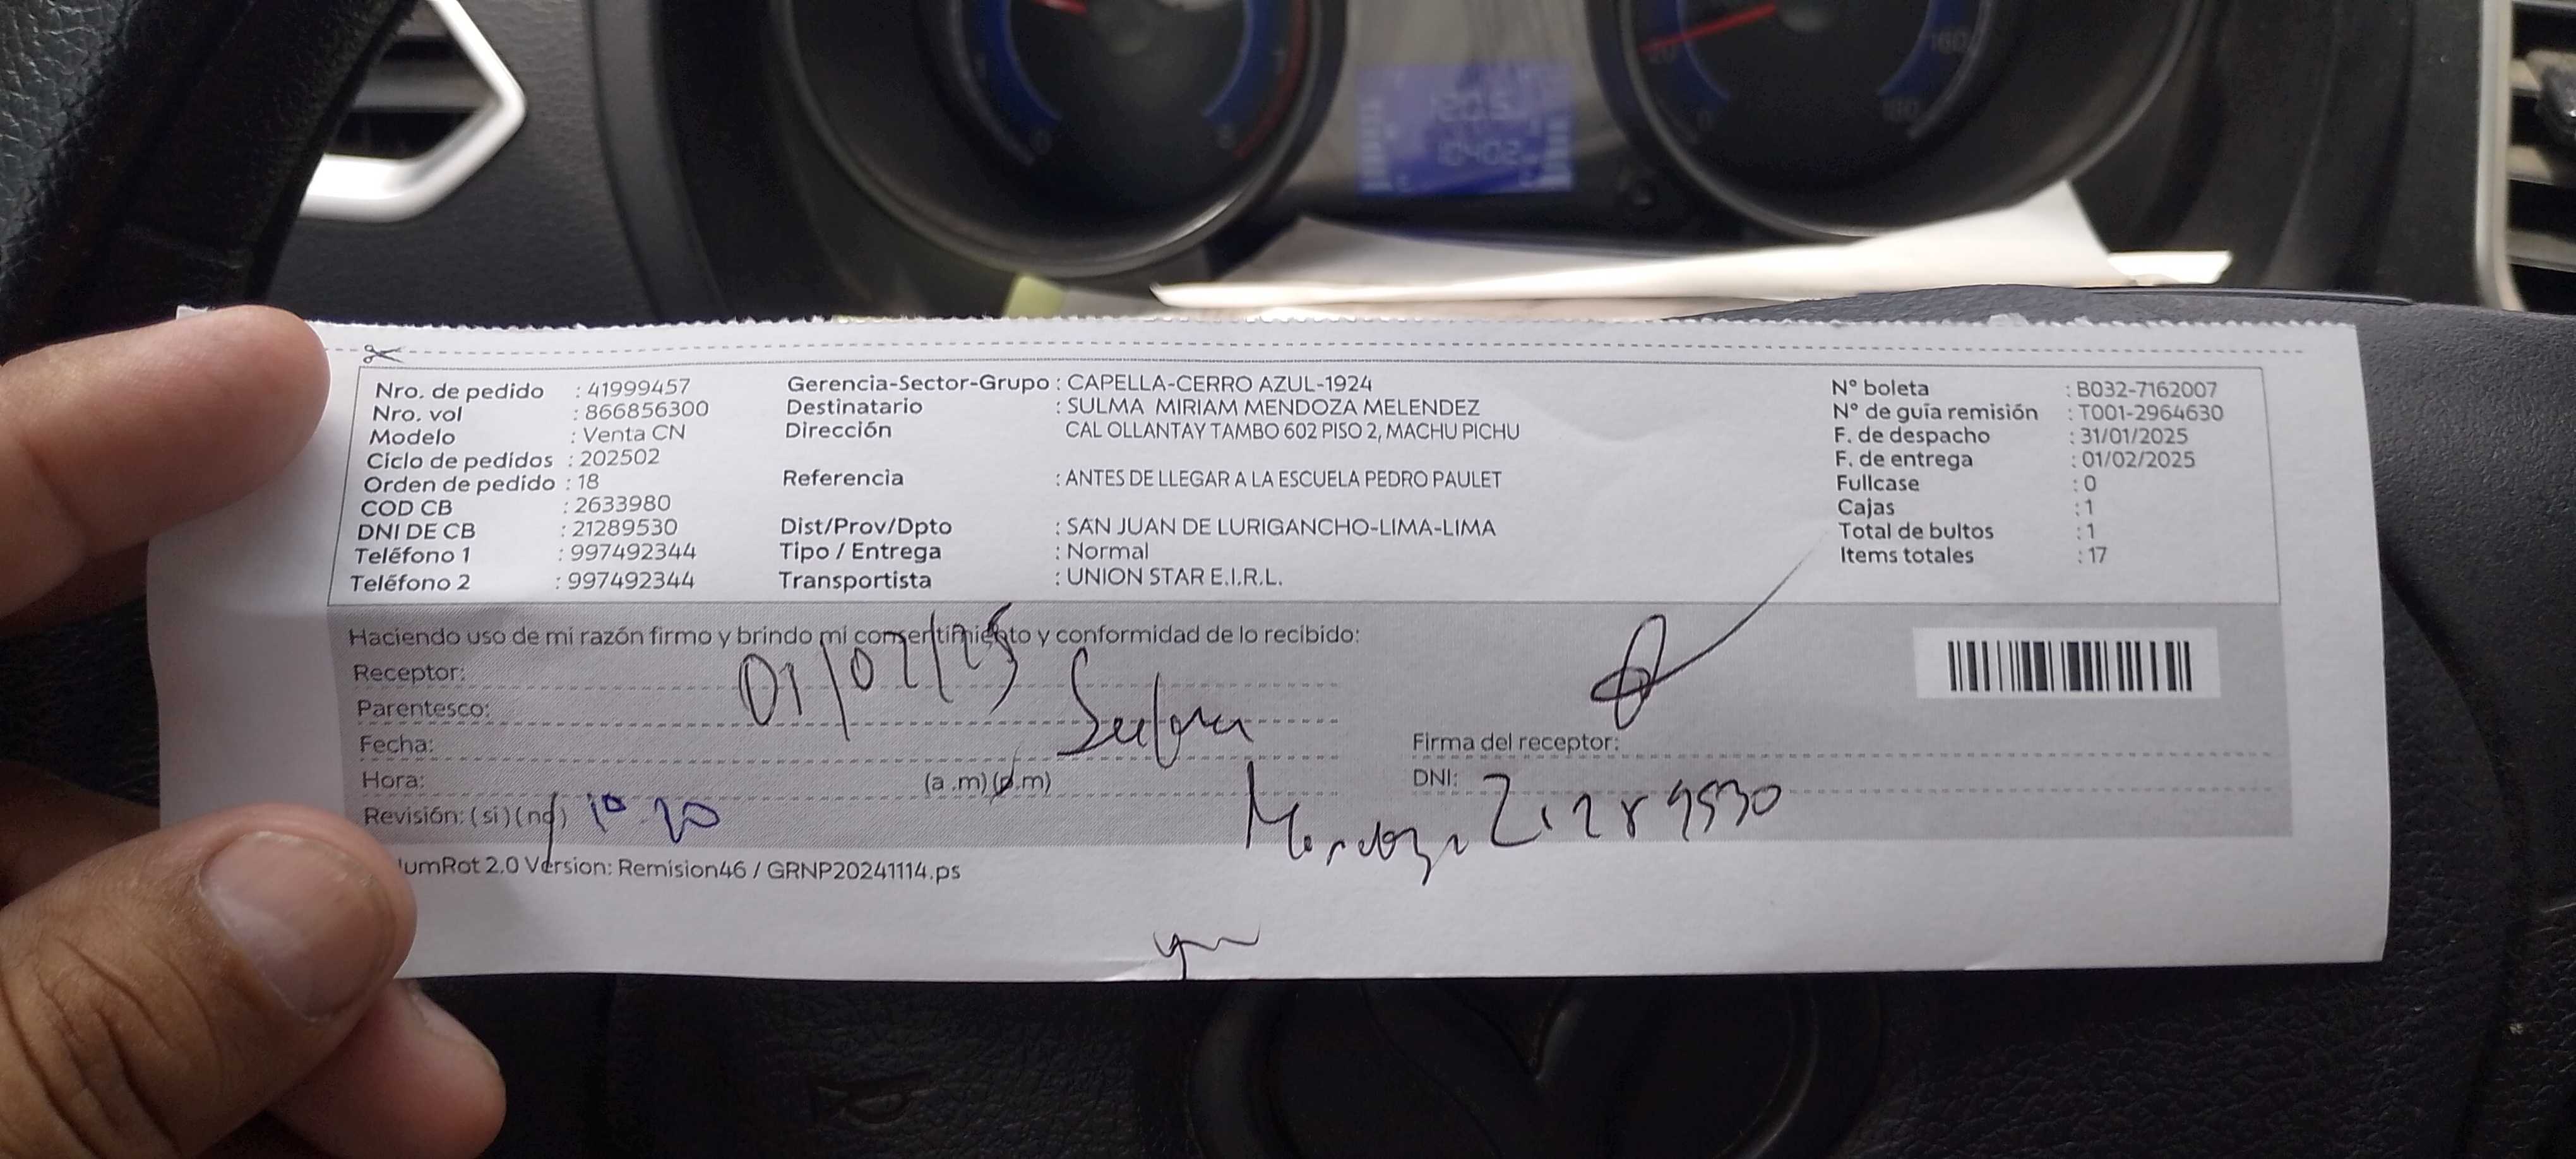 Nro. de pedido : 41999457
Nro. vol : 866856300
Modelo : Venta CN
Ciclo de pedidos : 202502
Orden de pedido : 18
COD CB : 2633980
DNI DE CB : 21289530
Teléfono 1 : 997492344
Teléfono 2 : 997492344
Gerencia-Sector-Grupo : CAPELLA-CERRO AZUL-1924
Destinatario : SULMA MIRIAM MENDOZA MELENDEZ
Dirección CAL OLLANTAY TAMBO 602 PISO 2, MACHU PICHU
Referencia : ANTES DE LLEGAR A LA ESCUELA PEDRO PAULET
Dist/Prov/Dpto : SAN JUAN DE LURIGANCHO-LIMA-LIMA
Tipo / Entrega : Normal
Transportista : UNION STAR E.I.R.L.
N° boleta : B032-7162007
N° de guía remisión : T001-2964630
F. de despacho : 31/01/2025
F. de entrega : 01/02/2025
Fullcase : 0
Cajas : 1
Total de bultos : 1
Items totales : 17
Haciendo uso de mi razón firmo y brindo mi consentimiento y conformidad de lo recibido:
Receptor: 01/02/25
Parentesco: Sulma
Fecha:
Hora: (a .m) (p.m)
Revisión: ( si ) ( no ) 10 20 Mendoza
Firma del receptor:
DNI: 21289530
umRot 2.0 Version: Remision46 / GRNP20241114.ps